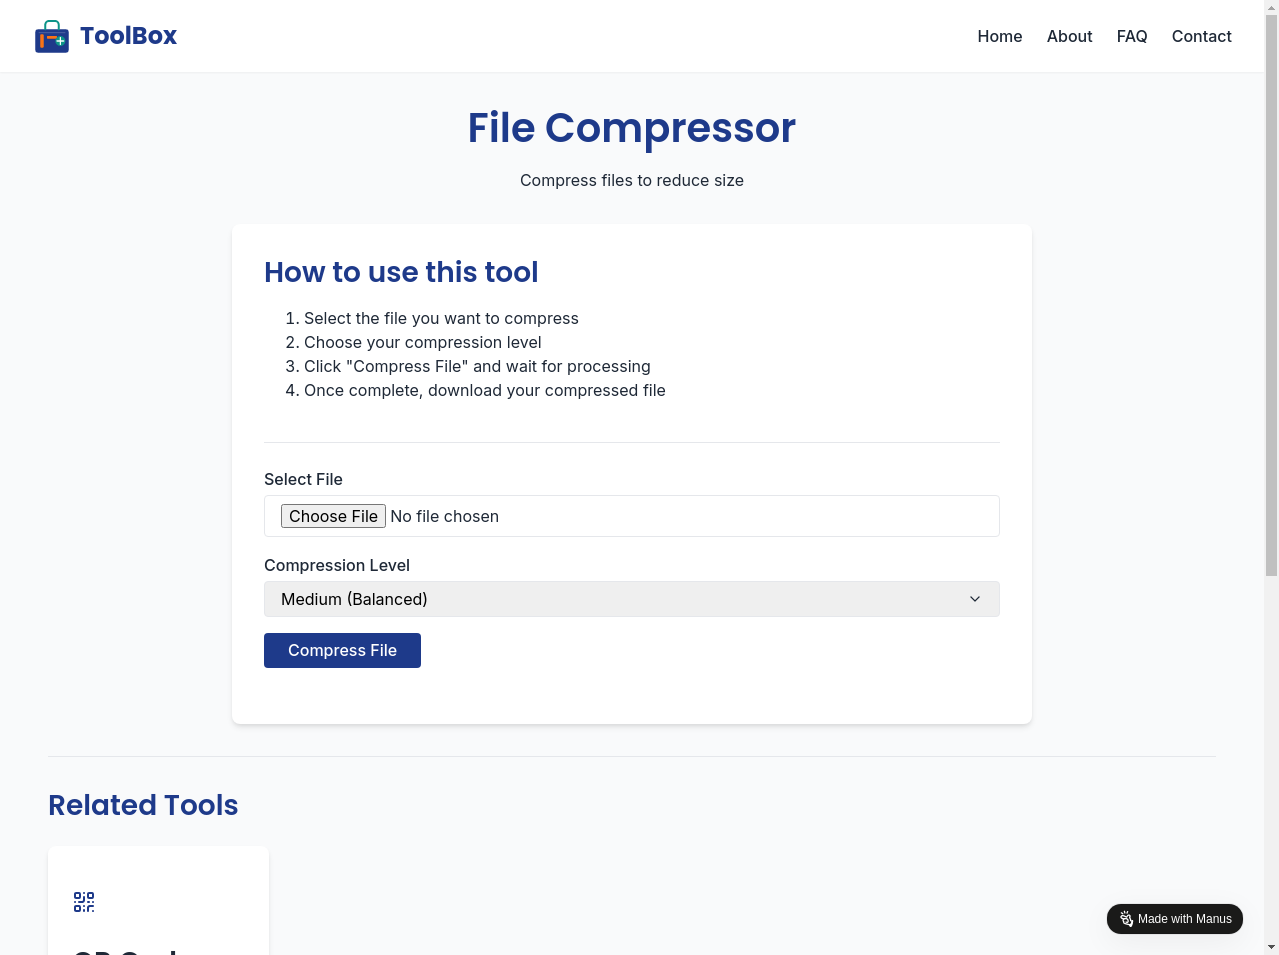 ToolBox
Home
About
FAQ
Contact
File Compressor
Compress files to reduce size
How to use this tool
1. Select the file you want to compress
2. Choose your compression level
3. Click "Compress File" and wait for processing
4. Once complete, download your compressed file
Select File
Choose File No file chosen
Compression Level
Medium (Balanced)
Compress File
Related Tools
Made with Manus